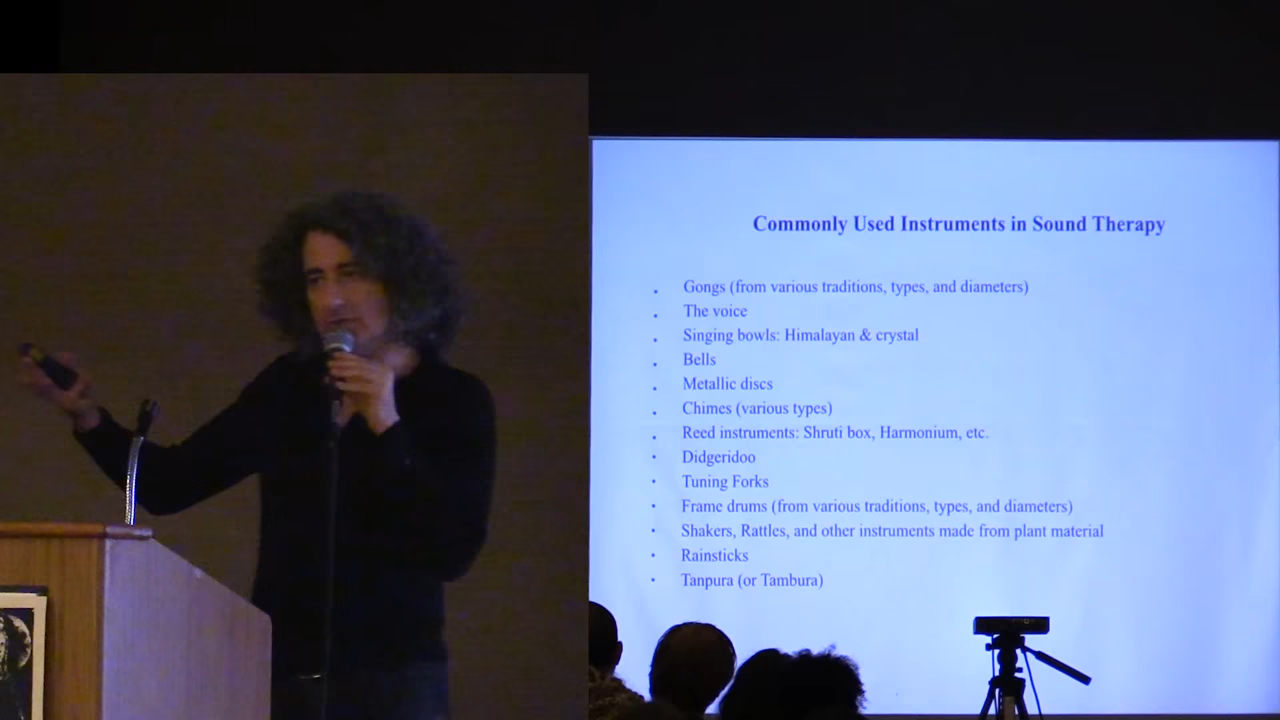 Commonly Used Instruments in Sound Therapy
. Gongs (from various traditions, types, and diameters)
. The voice
. Singing bowls: Himalayan & crystal
. Bells
. Metallic discs
. Chimes (various types)
. Reed instruments: Shruti box, Harmonium, etc.
· Didgeridoo
· Tuning Forks
· Frame drums (from various traditions, types, and diameters)
· Shakers, Rattles, and other instruments made from plant material
· Rainsticks
· Tanpura (or Tambura)